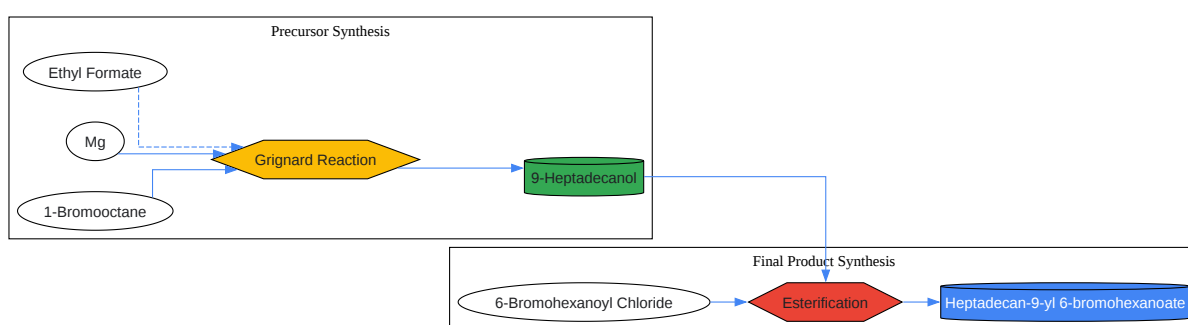 Precursor Synthesis
Ethyl Formate
Mg
Grignard Reaction
9-Heptadecanol
1-Bromooctane
Final Product Synthesis
6-Bromohexanoyl Chloride
Esterification
Heptadecan-9-yl 6-bromohexanoate